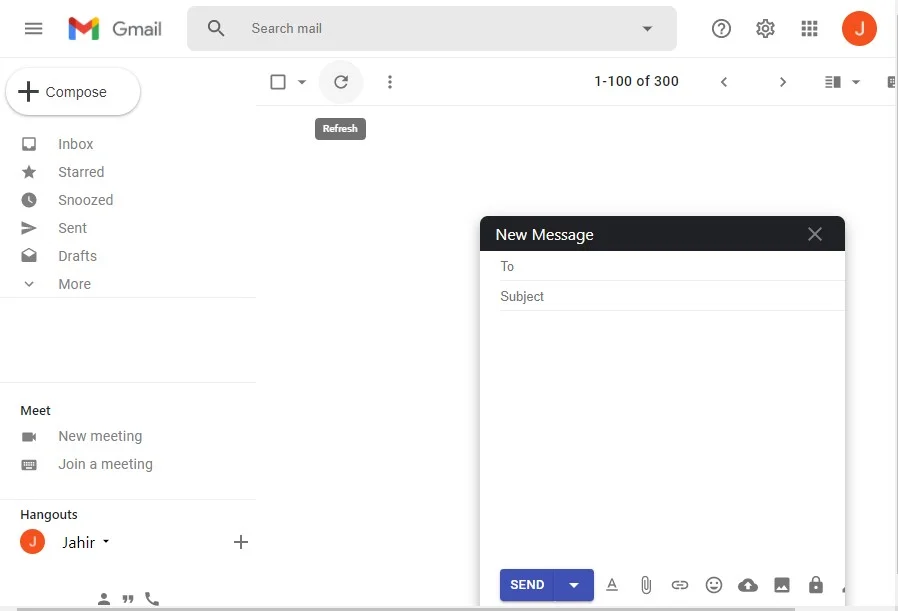 Gmail
Search mail
J
Compose
1-100 of 300
Refresh
Inbox
Starred
Snoozed
Sent
Drafts
More
New Message
To
Subject
Meet
New meeting
Join a meeting
Hangouts
J
Jahir
SEND